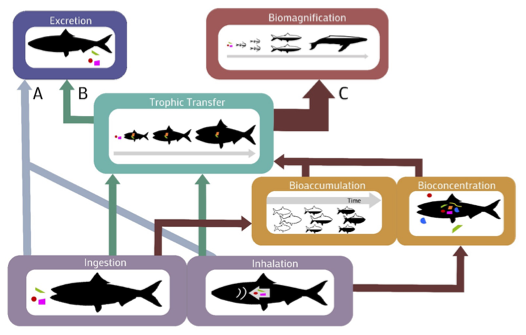 Excretion
Biomagnification
A
B
C
Trophic Transfer
Bioaccumulation
Bioconcentration
Time
Ingestion
Inhalation